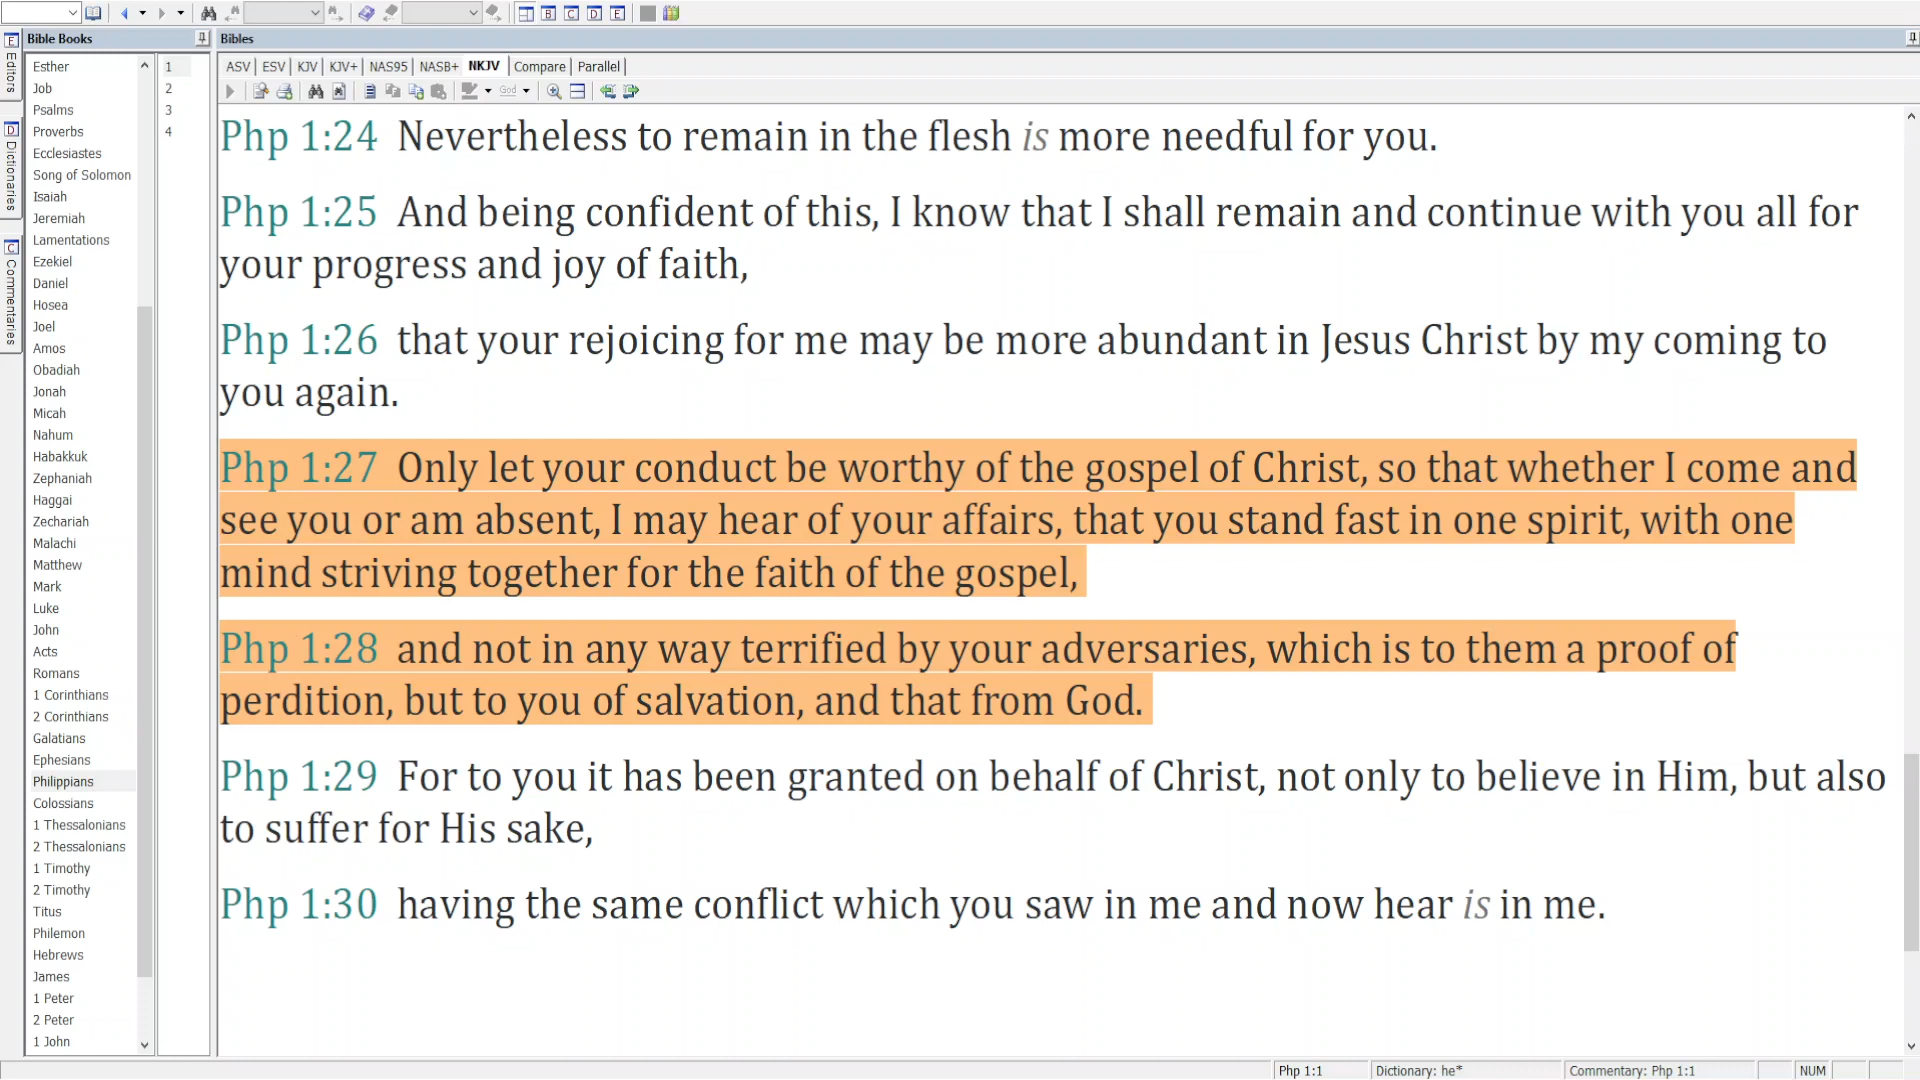 Bible Books
Bibles
Editors
Dictionaries
Commentaries
Esther
Job
Psalms
Proverbs
Ecclesiastes
Song of Solomon
Isaiah
Jeremiah
Lamentations
Ezekiel
Daniel
Hosea
Joel
Amos
Obadiah
Jonah
Micah
Nahum
Habakkuk
Zephaniah
Haggai
Zechariah
Malachi
Matthew
Mark
Luke
John
Acts
Romans
1 Corinthians
2 Corinthians
Galatians
Ephesians
Philippians
Colossians
1 Thessalonians
2 Thessalonians
1 Timothy
2 Timothy
Titus
Philemon
Hebrews
James
1 Peter
2 Peter
1 John
1
2
3
4
ASV ESV KJV KJV+ NAS95 NASB+ NKJV Compare Parallel
God
Php 1:24 Nevertheless to remain in the flesh is more needful for you.
Php 1:25 And being confident of this, I know that I shall remain and continue with you all for
your progress and joy of faith,
Php 1:26 that your rejoicing for me may be more abundant in Jesus Christ by my coming to
you again.
Php 1:27 Only let your conduct be worthy of the gospel of Christ, so that whether I come and
see you or am absent, I may hear of your affairs, that you stand fast in one spirit, with one
mind striving together for the faith of the gospel,
Php 1:28 and not in any way terrified by your adversaries, which is to them a proof of
perdition, but to you of salvation, and that from God.
Php 1:29 For to you it has been granted on behalf of Christ, not only to believe in Him, but also
to suffer for His sake,
Php 1:30 having the same conflict which you saw in me and now hear is in me.
Php 1:1 Dictionary: he* Commentary: Php 1:1 NUM